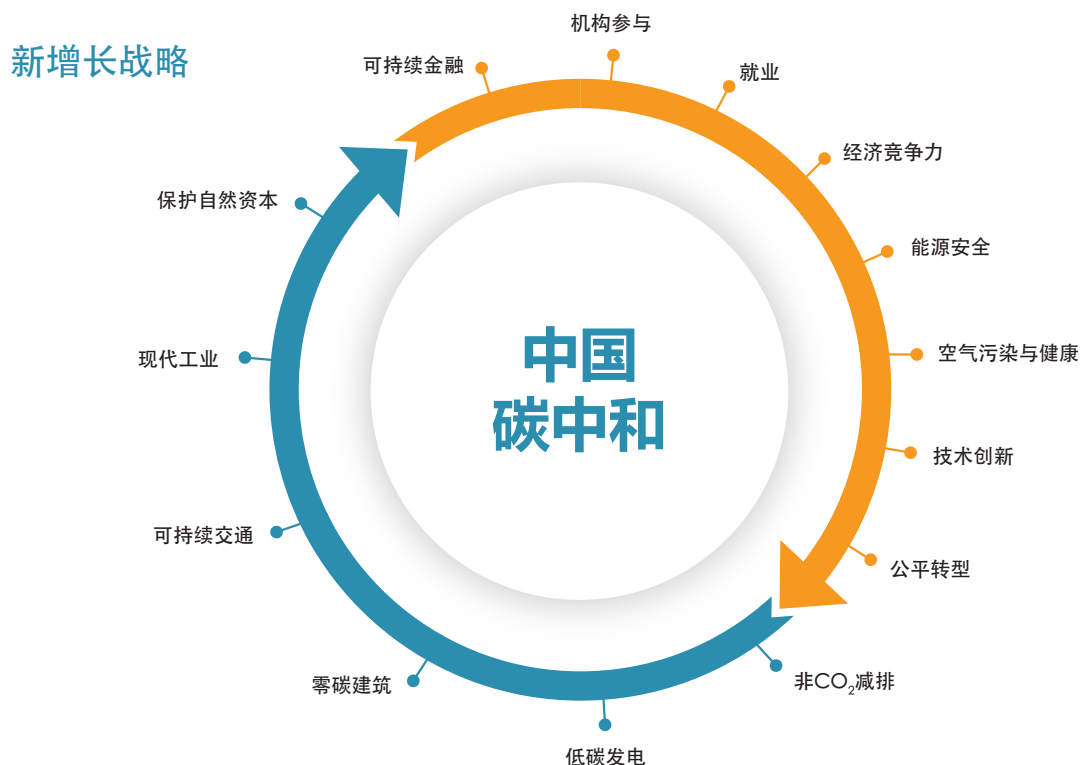 新增长战略
机构参与
可持续金融
就业
经济竞争力
保护自然资本
能源安全
中国
碳中和
空气污染与健康
现代工业
技术创新
可持续交通
公平转型
非CO₂减排
零碳建筑
低碳发电